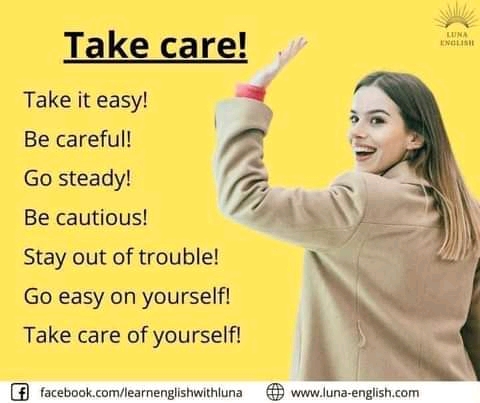 LUNA
ENGLISH
Take care!
Take it easy!
Be careful!
Go steady!
Be cautious!
Stay out of trouble!
Go easy on yourself!
Take care of yourself!
facebook.com/learnenglishwithluna
www.luna-english.com